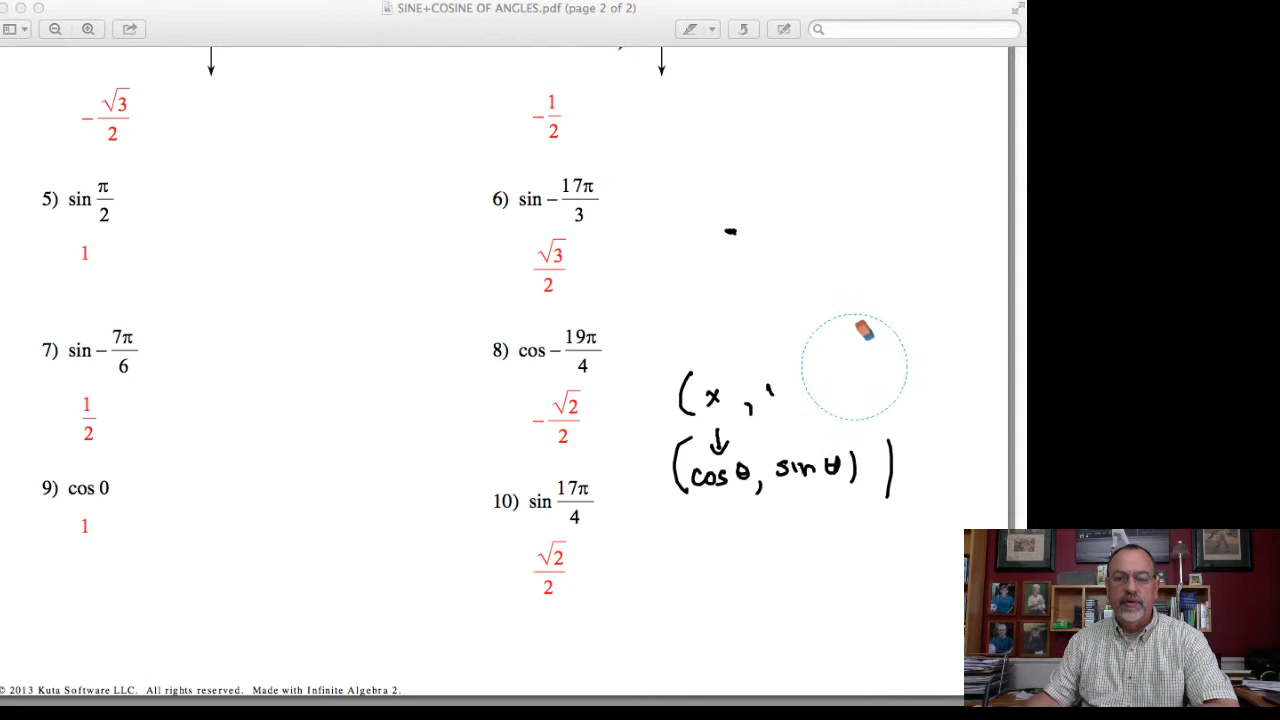 SINE+COSINE OF ANGLES.pdf (page 2 of 2)
-√3/2
-1/2
5) sin π/2
6) sin -17π/3
1
√3/2
7) sin -7π/6
8) cos -19π/4
1/2
-√2/2
(x ,
(cosθ, sinθ) )
9) cos 0
10) sin 17π/4
1
√2/2
© 2013 Kuta Software LLC. All rights reserved. Made with Infinite Algebra 2.